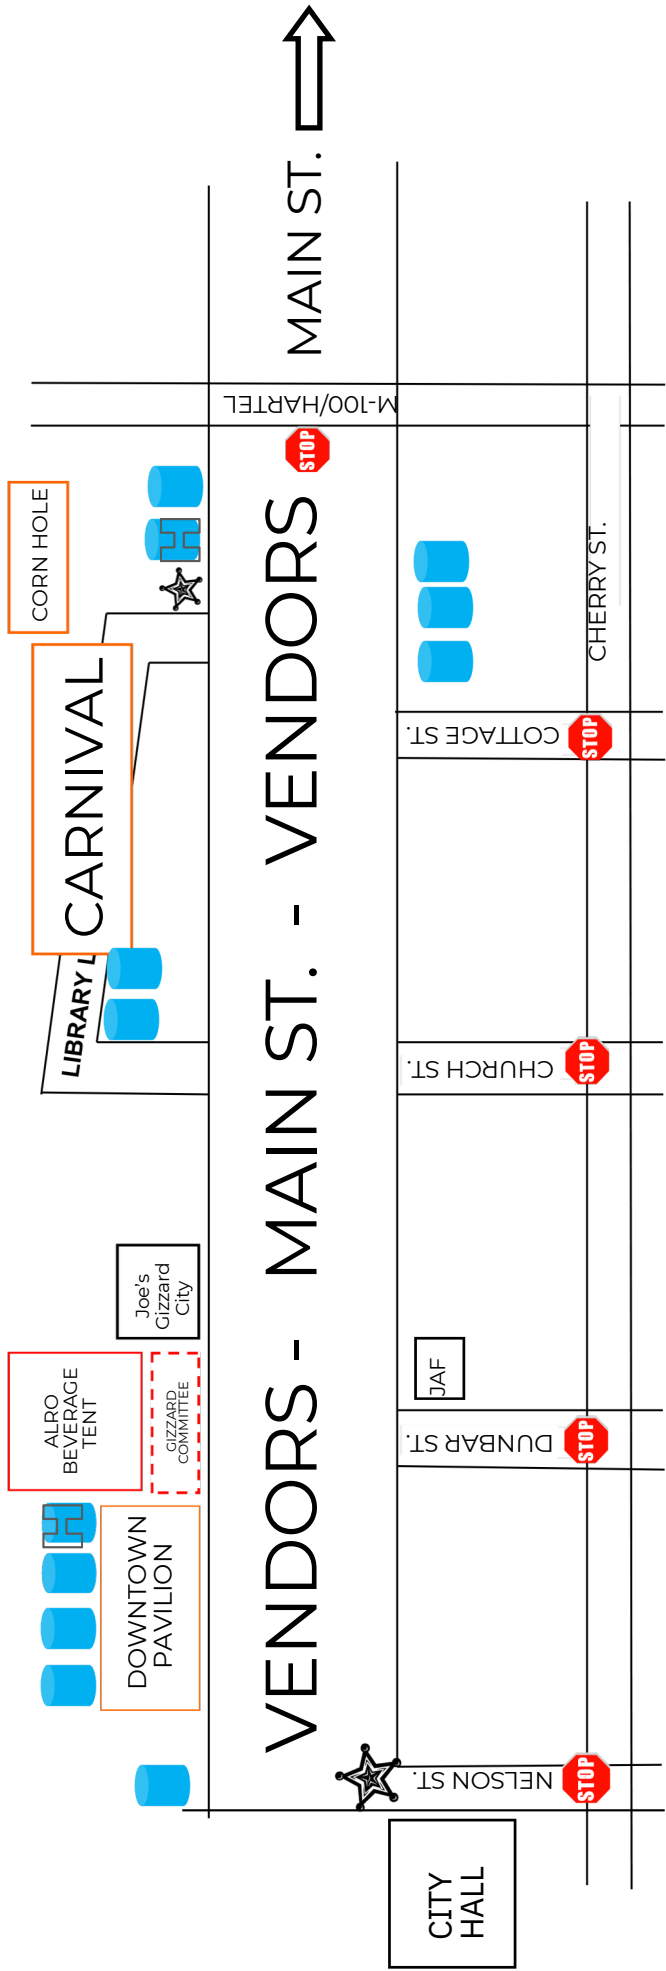 MAIN ST.
M-100/HARTEL
STOP
CORN HOLE
VENDORS - MAIN ST. - VENDORS
CHERRY ST.
CARNIVAL
COTTAGE ST.
STOP
LIBRARY L
CHURCH ST.
STOP
Joe's
Gizzard
City
JAF
ALRO
BEVERAGE
TENT
GIZZARD
COMMITTEE
DUNBAR ST.
STOP
H
H
DOWNTOWN
PAVILION
NELSON ST.
STOP
CITY
HALL